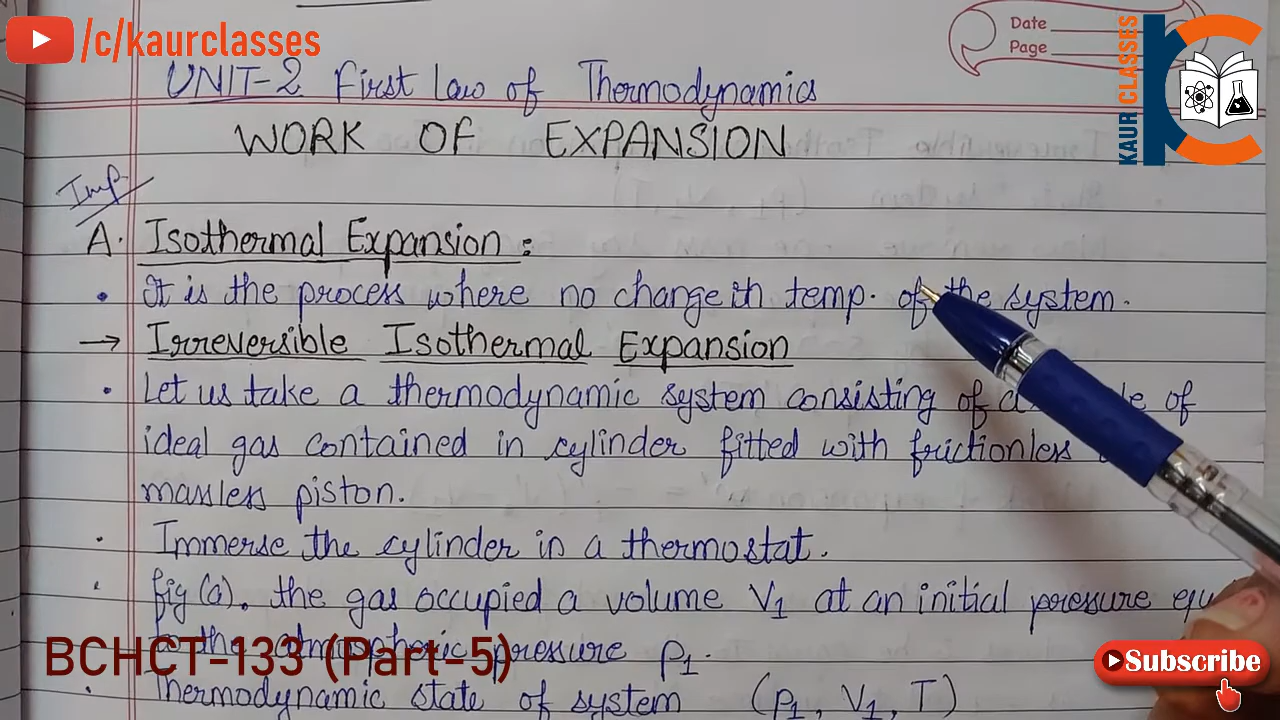 /c/kaurclasses
Date
Page
KAUR CLASSES
UNIT-2 First Law of Thermodynamics
WORK OF EXPANSION
Imp.
A. Isothermal Expansion :
• It is the process where no change in temp. of the system.
→ Irreversible Isothermal Expansion
• Let us take a thermodynamic system consisting of of
ideal gas contained in cylinder fitted with frictionless
massless piston.
• Immerse the cylinder in a thermostat.
• fig (a), the gas occupied a volume V1 at an initial pressure
the atmospheric pressure p1.
BCHCT-133 (Part-5)
Subscribe
• Thermodynamic state of system (p1, V1, T)